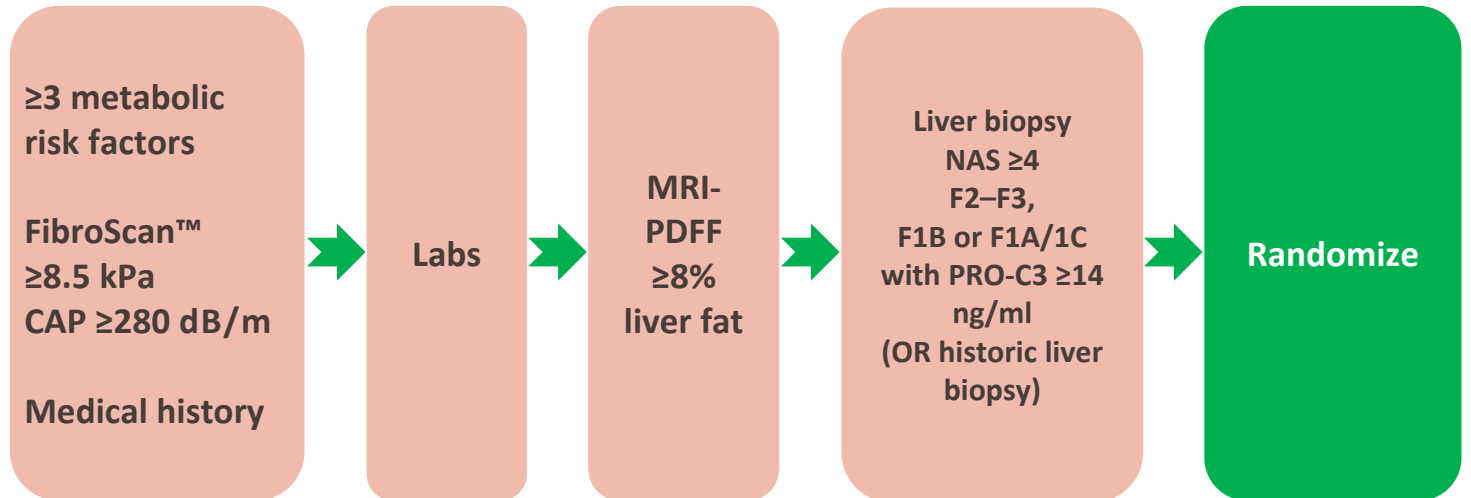 ≥3 metabolic
risk factors
FibroScan™
≥8.5 kPa
CAP ≥280 dB/m
Medical history
Labs
MRI-
PDFF
≥8%
liver fat
Liver biopsy
NAS ≥4
F2–F3,
F1B or F1A/1C
with PRO-C3 ≥14
ng/ml
(OR historic liver
biopsy)
Randomize